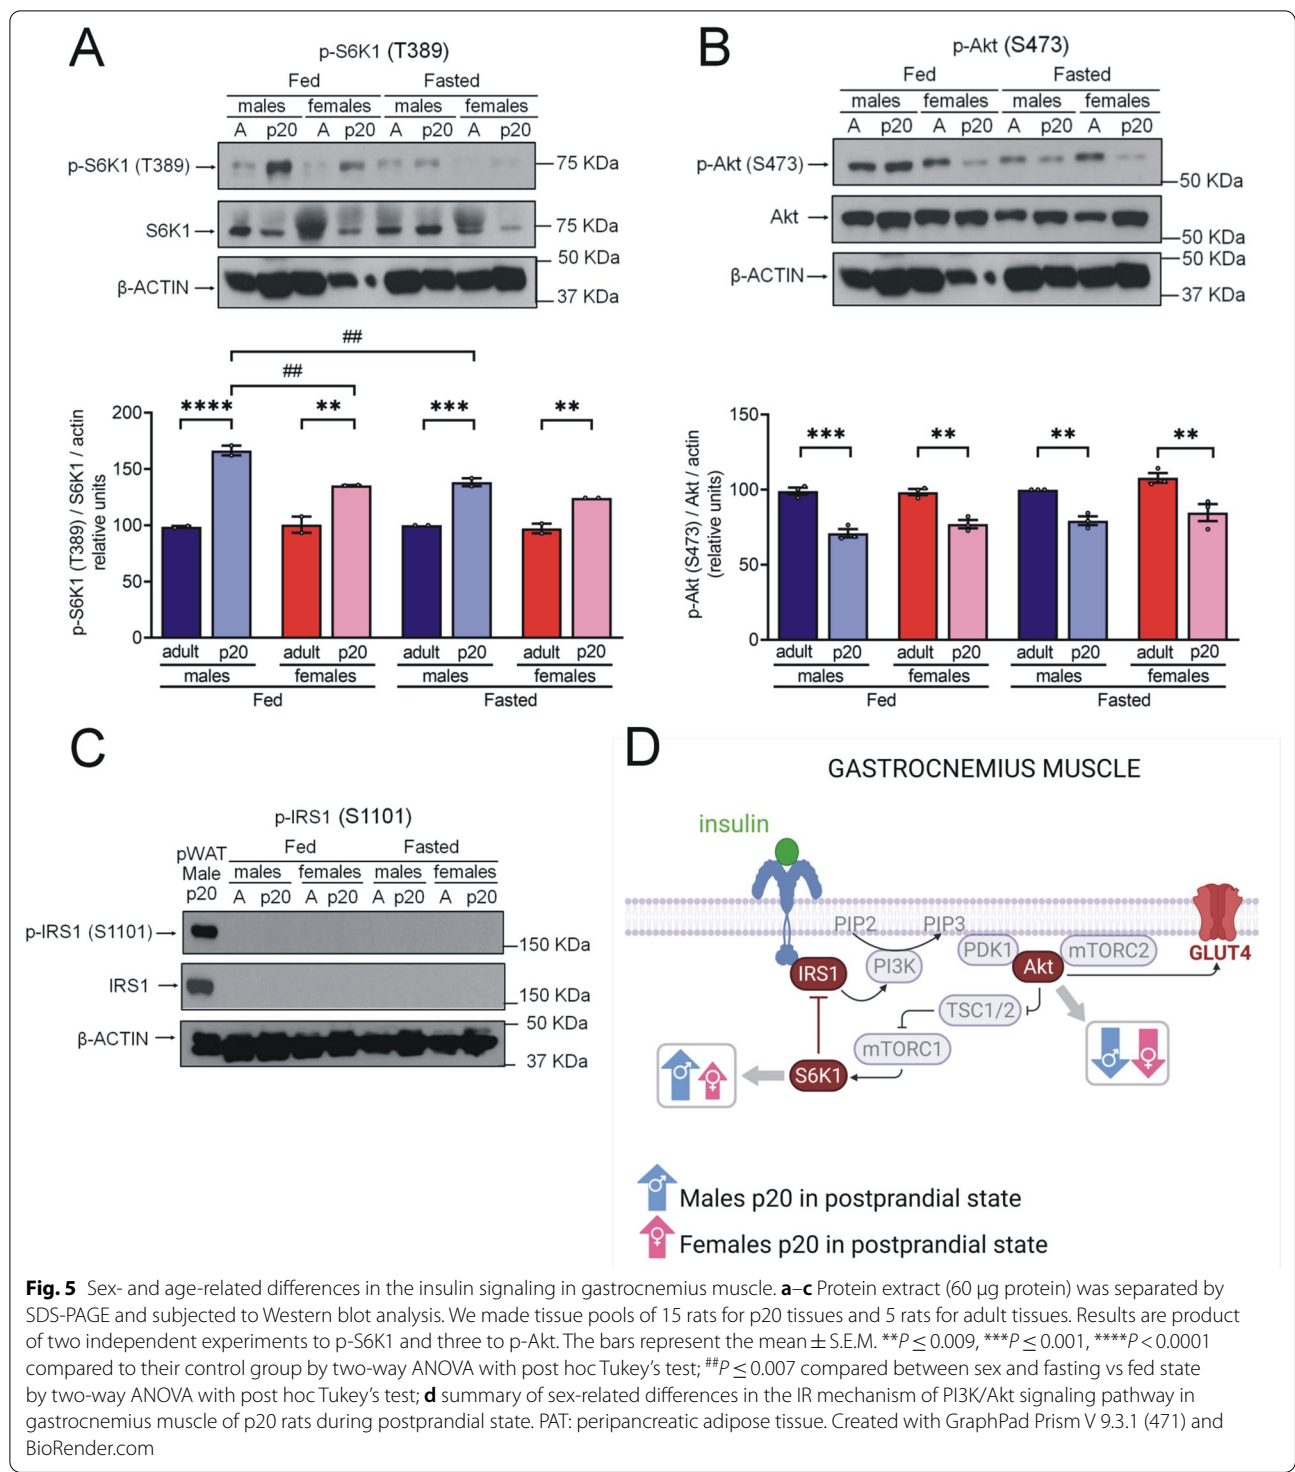 A
p-S6K1 (T389)
Fed Fasted
males females males females
A p20 A p20 A p20 A p20
p-S6K1 (T389)
75 KDa
S6K1
75 KDa
50 KDa
β-ACTIN
37 KDa
##
##
**** ** *** **
p-S6K1 (T389) / S6K1 / actin
relative units
200
150
100
50
0
adult p20 adult p20 adult p20 adult p20
males females males females
Fed Fasted
B
p-Akt (S473)
Fed Fasted
males females males females
A p20 A p20 A p20 A p20
p-Akt (S473)
50 KDa
Akt
50 KDa
50 KDa
β-ACTIN
37 KDa
*** ** ** **
p-Akt (S473) / Akt / actin
(relative units)
150
100
50
0
adult p20 adult p20 adult p20 adult p20
males females males females
Fed Fasted
C
p-IRS1 (S1101)
pWAT
Male
p20
Fed Fasted
males females males females
A p20 A p20 A p20 A p20
p-IRS1 (S1101)
150 KDa
IRS1
150 KDa
50 KDa
β-ACTIN
37 KDa
D
GASTROCNEMIUS MUSCLE
insulin
PIP2 PIP3
PDK1 mTORC2
GLUT4
IRS1 PI3K Akt
TSC1/2
mTORC1
S6K1
♂ ♀
♂ ♀
♂ Males p20 in postprandial state
♀ Females p20 in postprandial state
Fig. 5 Sex- and age-related differences in the insulin signaling in gastrocnemius muscle. a–c Protein extract (60 µg protein) was separated by
SDS-PAGE and subjected to Western blot analysis. We made tissue pools of 15 rats for p20 tissues and 5 rats for adult tissues. Results are product
of two independent experiments to p-S6K1 and three to p-Akt. The bars represent the mean ± S.E.M. **P ≤ 0.009, ***P ≤ 0.001, ****P < 0.0001
compared to their control group by two-way ANOVA with post hoc Tukey's test; ##P ≤ 0.007 compared between sex and fasting vs fed state
by two-way ANOVA with post hoc Tukey's test; d summary of sex-related differences in the IR mechanism of PI3K/Akt signaling pathway in
gastrocnemius muscle of p20 rats during postprandial state. PAT: peripancreatic adipose tissue. Created with GraphPad Prism V 9.3.1 (471) and
BioRender.com